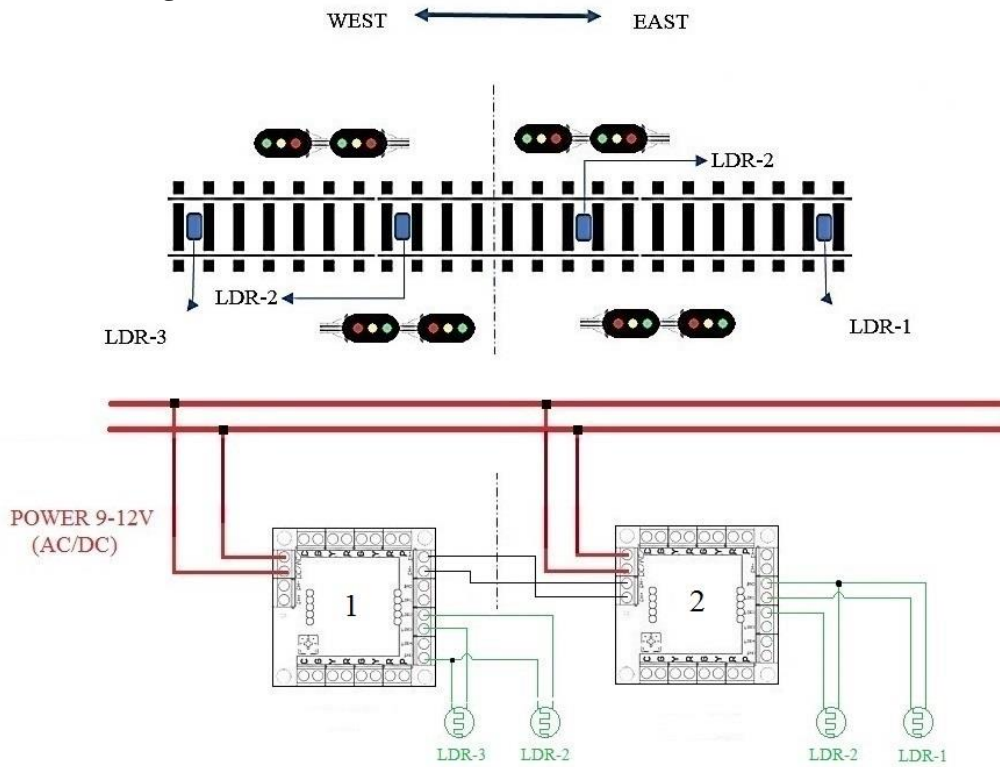 WEST
EAST
LDR-2
LDR-2
LDR-3
LDR-1
POWER 9-12V
(AC/DC)
C G Y R G Y R P
C G Y R G Y R P
1
2
C G Y R G Y R P
C G Y R G Y R P
LDR-3
LDR-2
LDR-2
LDR-1